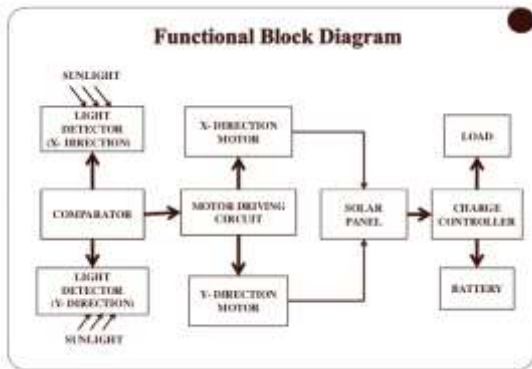 Functional Block Diagram
SUNLIGHT
LIGHT
DETECTOR
(X- DIRECTION)
X- DIRECTION
MOTOR
LOAD
COMPARATOR
MOTOR DRIVING
CIRCUIT
SOLAR
PANEL
CHARGE
CONTROLLER
LIGHT
DETECTOR
(Y- DIRECTION)
Y- DIRECTION
MOTOR
BATTERY
SUNLIGHT